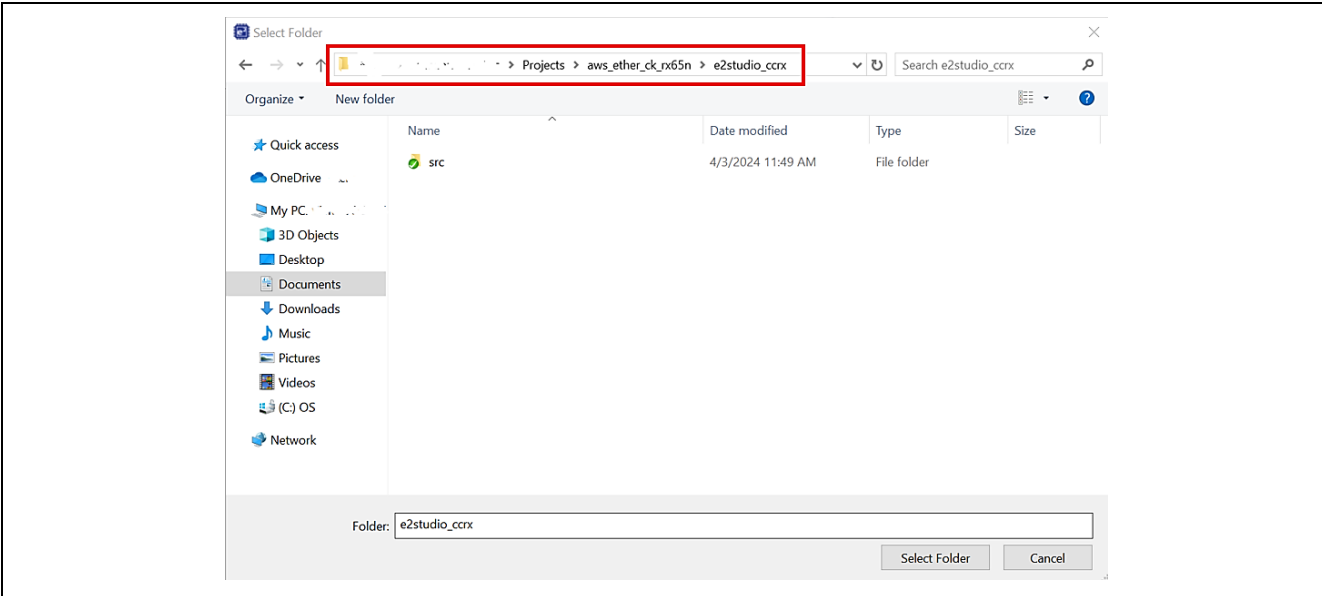 Select Folder
Projects > aws_ether_ck_rx65n > e2studio_ccrx
Search e2studio_ccrx
Organize
New folder
Name
Date modified
Type
Size
Quick access
src
4/3/2024 11:49 AM
File folder
OneDrive
My PC
3D Objects
Desktop
Documents
Downloads
Music
Pictures
Videos
(C:) OS
Network
Folder: e2studio_ccrx
Select Folder
Cancel